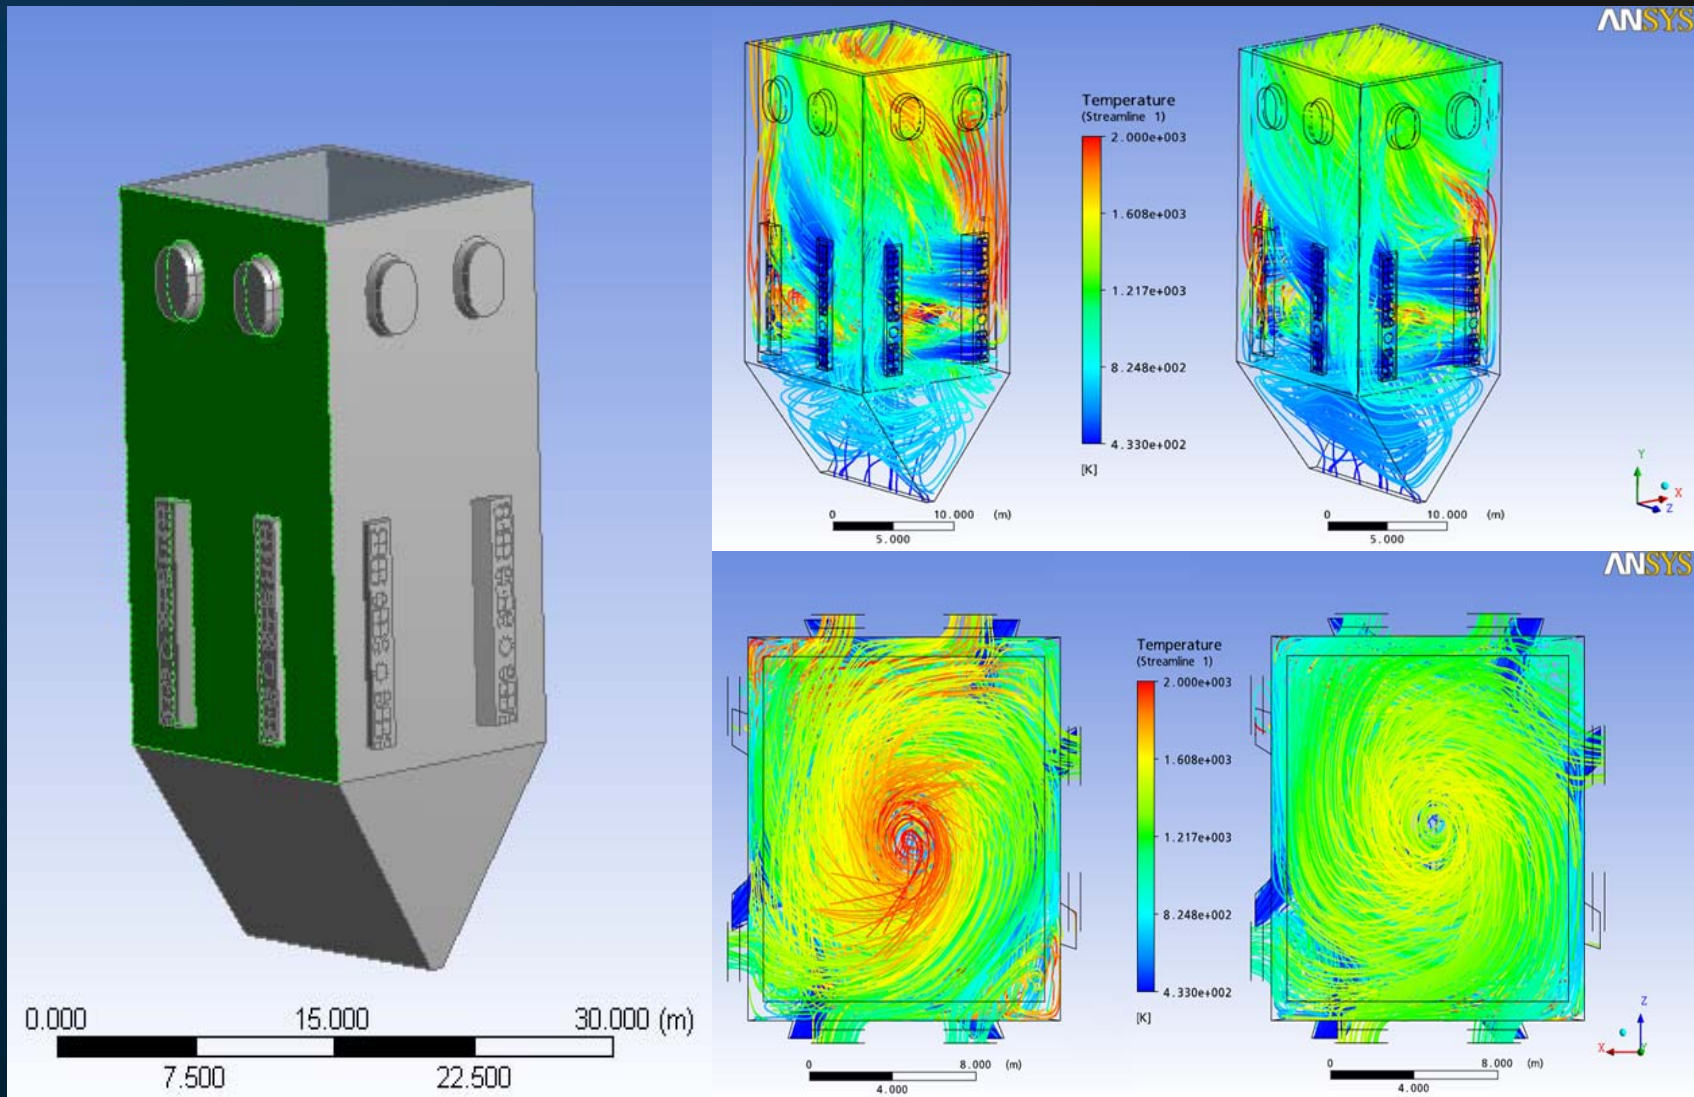 0.000 15.000 30.000 (m)
7.500 22.500
ANSYS
Temperature
(Streamline 1)
2.000e+003
1.608e+003
1.217e+003
8.248e+002
4.330e+002
[K]
0 10.000 (m)
5.000
0 10.000 (m)
5.000
Y
X
Z
ANSYS
Temperature
(Streamline 1)
2.000e+003
1.608e+003
1.217e+003
8.248e+002
4.330e+002
[K]
0 8.000 (m)
4.000
0 8.000 (m)
4.000
Z
X
Y